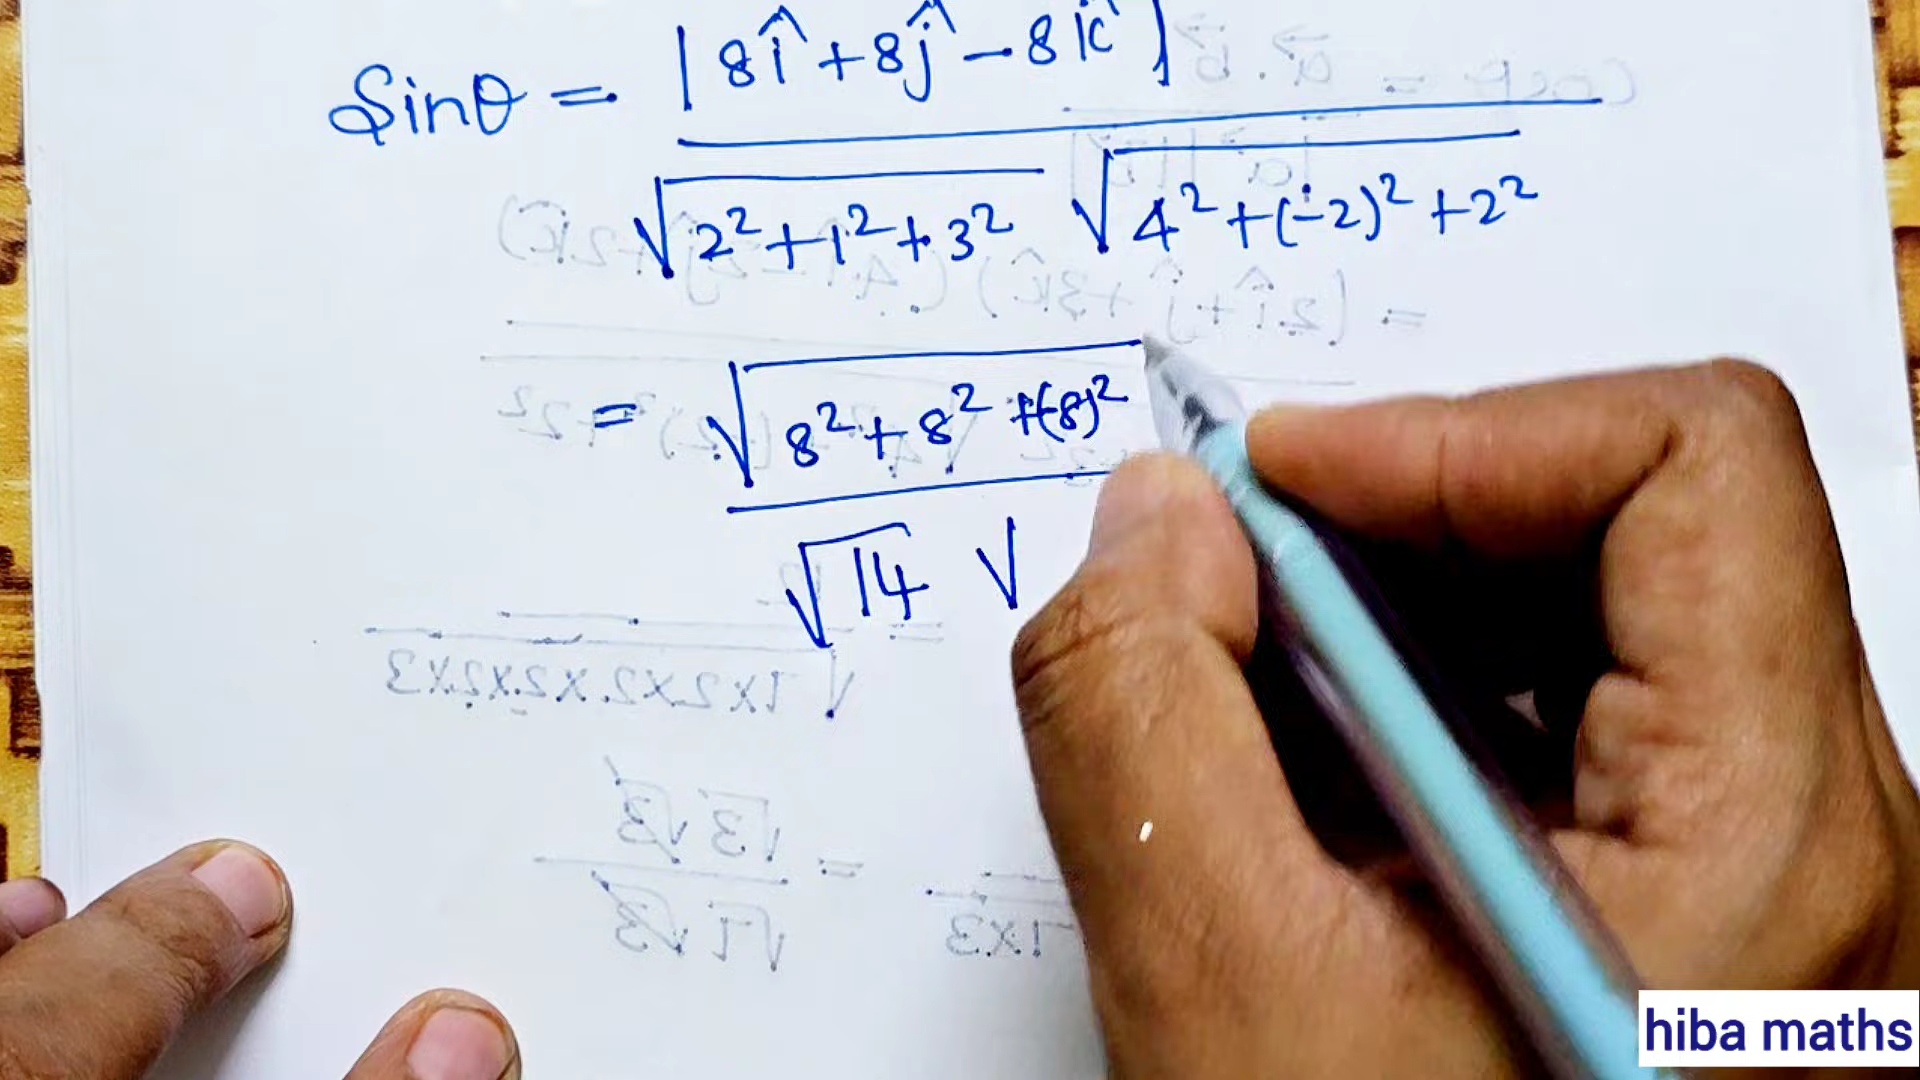 Sinθ = |8î + 8ĵ - 8k̂|
√2² + 1² + 3² √4² + (-2)² + 2²
= √8² + 8² + (-8)²
√14 √
hiba maths